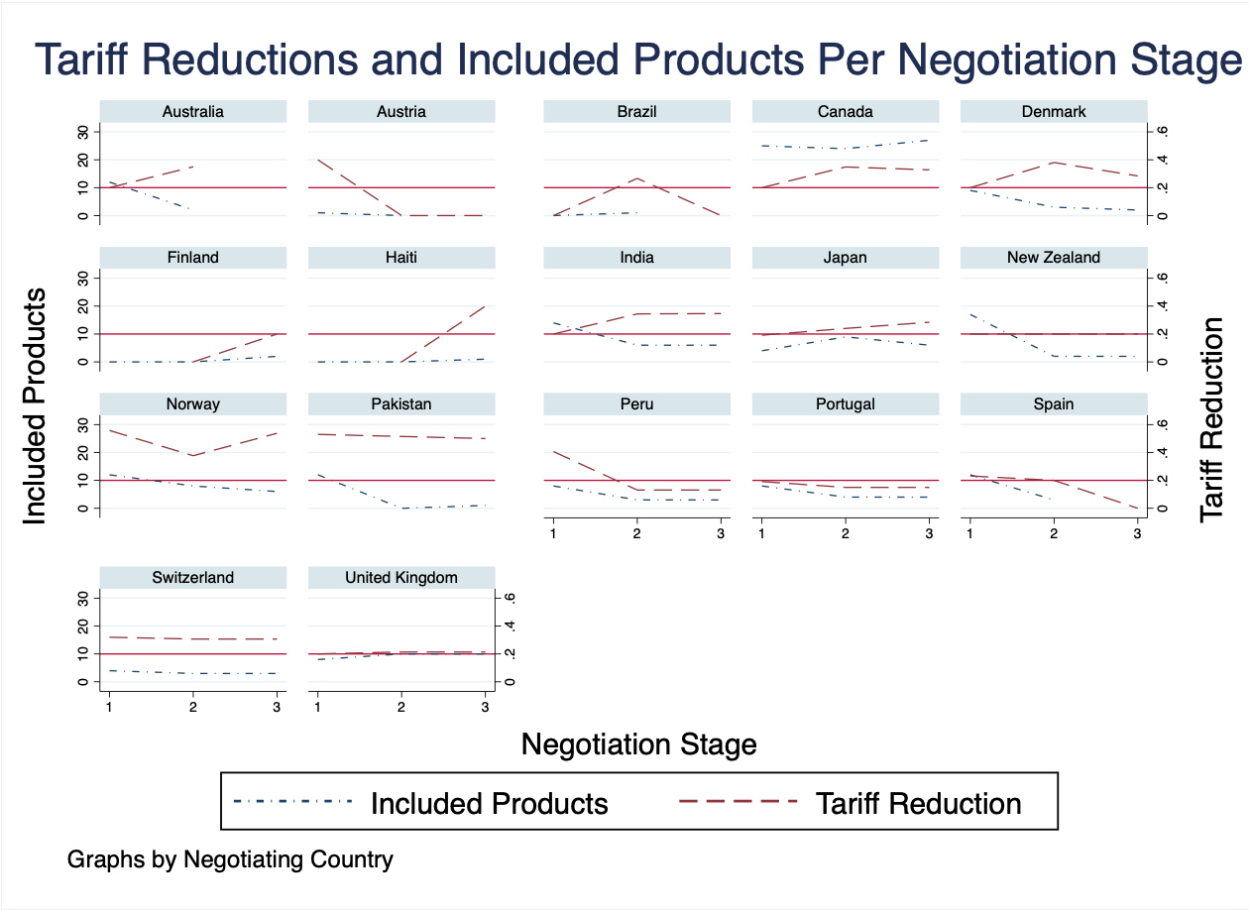 Tariff Reductions and Included Products Per Negotiation Stage
Australia
Austria
Brazil
Canada
Denmark
0 10 20 30
0 .2 .4 .6
Finland
Haiti
India
Japan
New Zealand
0 10 20 30
0 .2 .4 .6
Norway
Pakistan
Peru
Portugal
Spain
0 10 20 30
0 .2 .4 .6
1 2 3
1 2 3
1 2 3
Switzerland
United Kingdom
0 10 20 30
0 .2 .4 .6
1 2 3
1 2 3
Included Products
Tariff Reduction
Negotiation Stage
Included Products
Tariff Reduction
Graphs by Negotiating Country